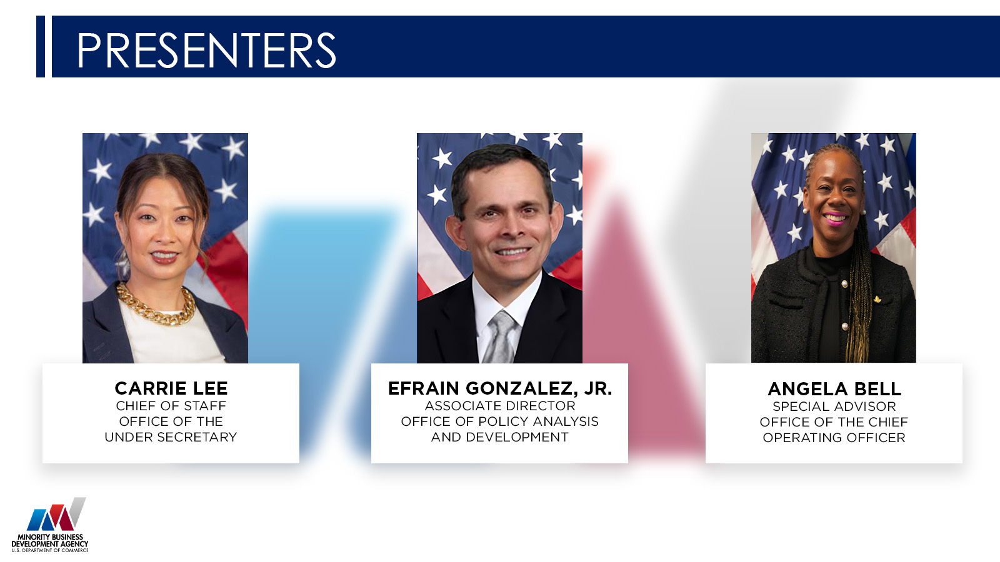 PRESENTERS
CARRIE LEE
CHIEF OF STAFF
OFFICE OF THE
UNDER SECRETARY
EFRAIN GONZALEZ, JR.
ASSOCIATE DIRECTOR
OFFICE OF POLICY ANALYSIS
AND DEVELOPMENT
ANGELA BELL
SPECIAL ADVISOR
OFFICE OF THE CHIEF
OPERATING OFFICER
MINORITY BUSINESS
DEVELOPMENT AGENCY
U.S. DEPARTMENT OF COMMERCE